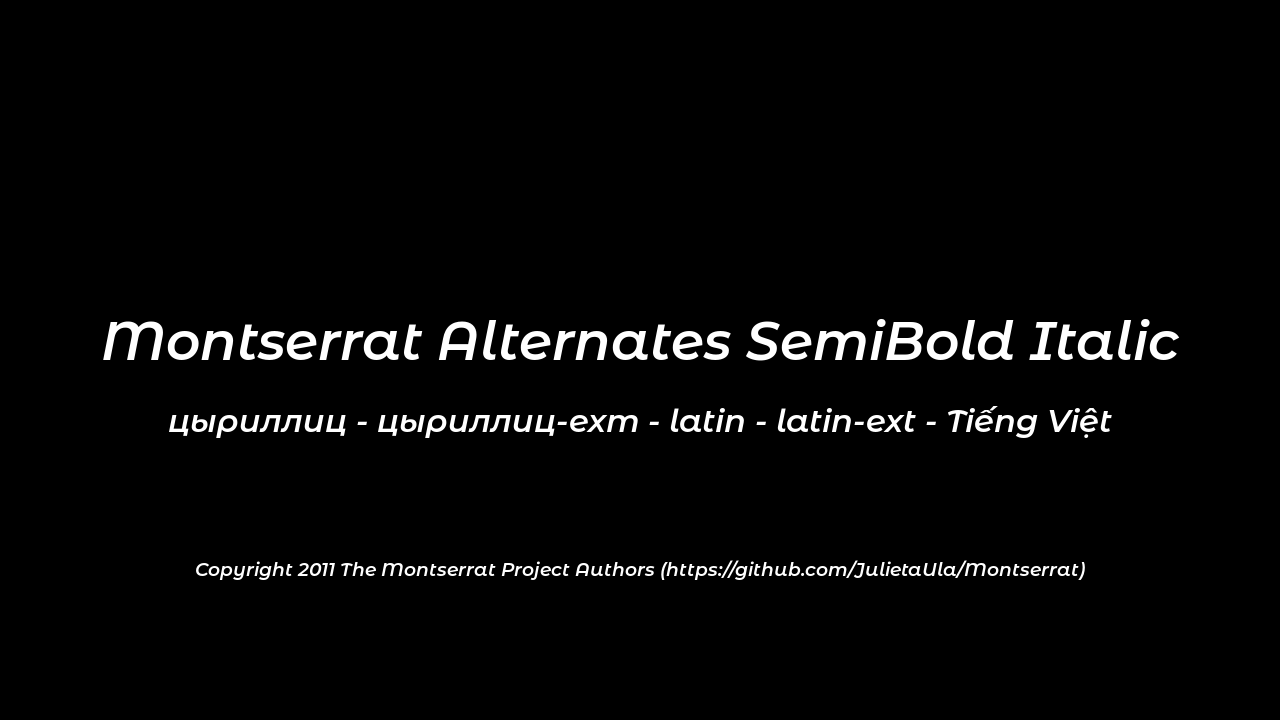 Montserrat Alternates SemiBold Italic
цыриллиц - цыриллиц-ехт - latin - latin-ext - Tiếng Việt
Copyright 2011 The Montserrat Project Authors (https://github.com/JulietaUla/Montserrat)